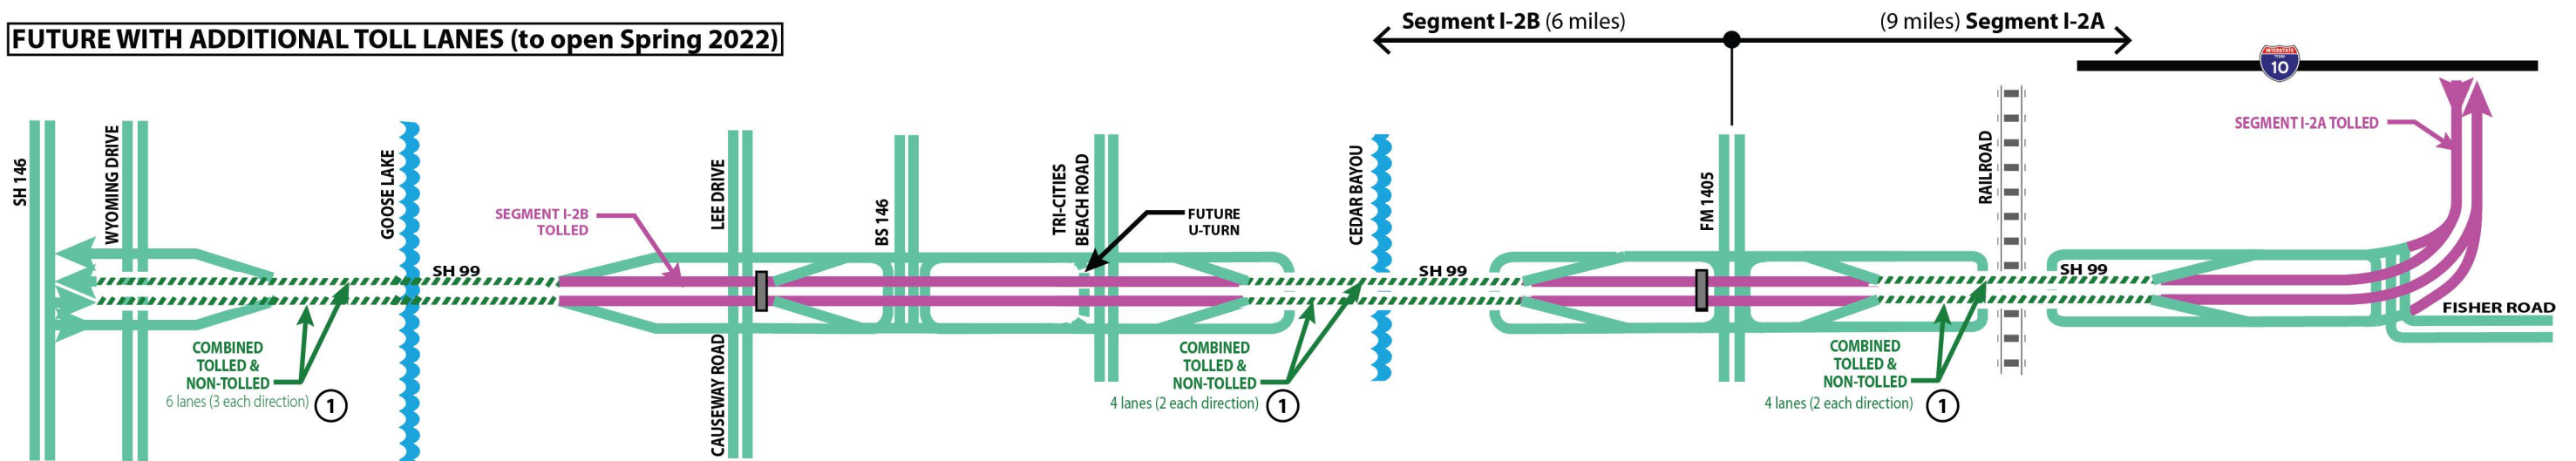 FUTURE WITH ADDITIONAL TOLL LANES (to open Spring 2022)
Segment I-2B (6 miles)
(9 miles) Segment I-2A
INTERSTATE
TEXAS
10
SEGMENT I-2A TOLLED
SH 146
WYOMING DRIVE
GOOSE LAKE
SH 99
SEGMENT I-2B
TOLLED
LEE DRIVE
CAUSEWAY ROAD
BS 146
TRI-CITIES
BEACH ROAD
FUTURE
U-TURN
CEDAR BAYOU
SH 99
FM 1405
RAILROAD
SH 99
FISHER ROAD
COMBINED
TOLLED &
NON-TOLLED
6 lanes (3 each direction)
1
COMBINED
TOLLED &
NON-TOLLED
4 lanes (2 each direction)
1
COMBINED
TOLLED &
NON-TOLLED
4 lanes (2 each direction)
1